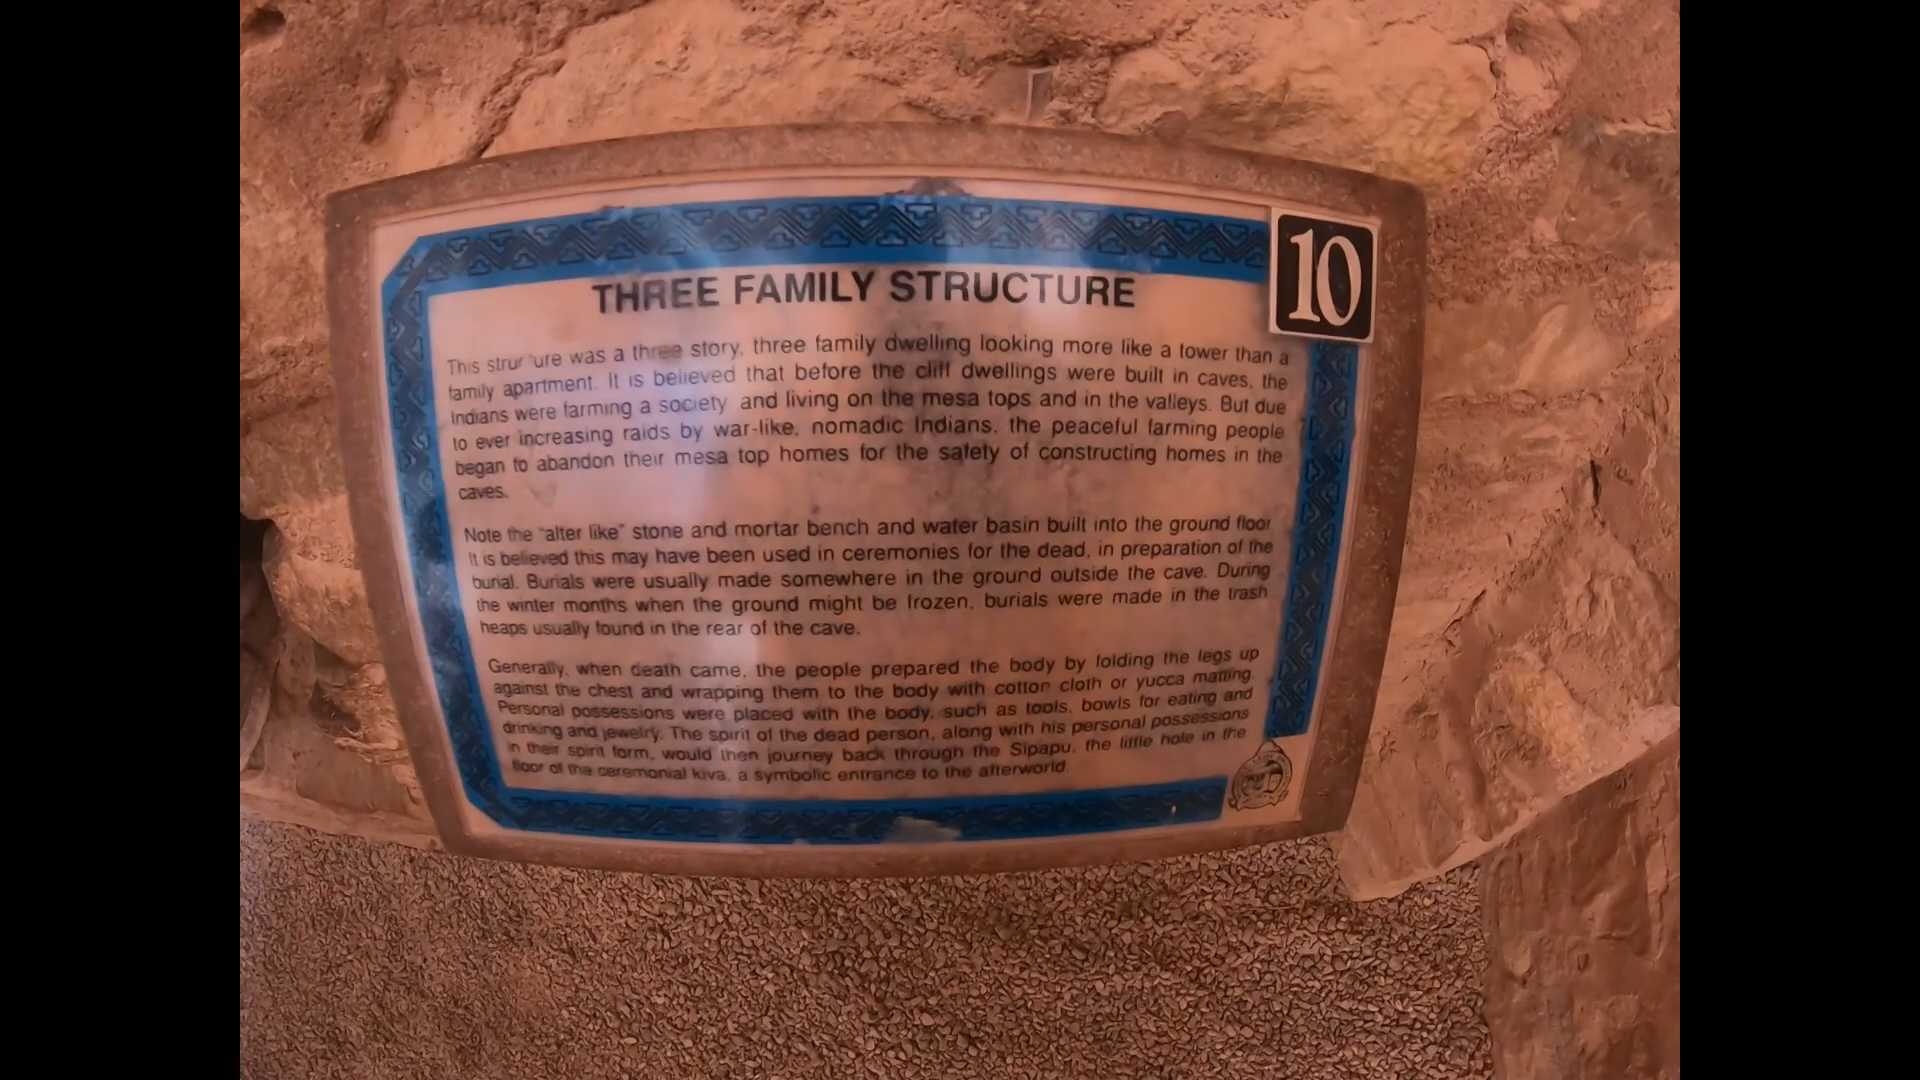 10
THREE FAMILY STRUCTURE
This structure was a three story, three family dwelling looking more like a tower than a
family apartment. It is believed that before the cliff dwellings were built in caves, the
Indians were farming a society and living on the mesa tops and in the valleys. But due
to ever increasing raids by war-like, nomadic Indians, the peaceful farming people
began to abandon their mesa top homes for the safety of constructing homes in the
caves.
Note the "alter like" stone and mortar bench and water basin built into the ground floor.
It is believed this may have been used in ceremonies for the dead, in preparation of the
burial. Burials were usually made somewhere in the ground outside the cave. During
the winter months when the ground might be frozen, burials were made in the trash
heaps usually found in the rear of the cave.
Generally, when death came, the people prepared the body by folding the legs up
against the chest and wrapping them to the body with cotton cloth or yucca matting.
Personal possessions were placed with the body, such as tools, bowls for eating and
drinking and jewelry. The spirit of the dead person, along with his personal possessions
in their spirit form, would then journey back through the Sipapu, the little hole in the
floor of the ceremonial kiva, a symbolic entrance to the afterworld.